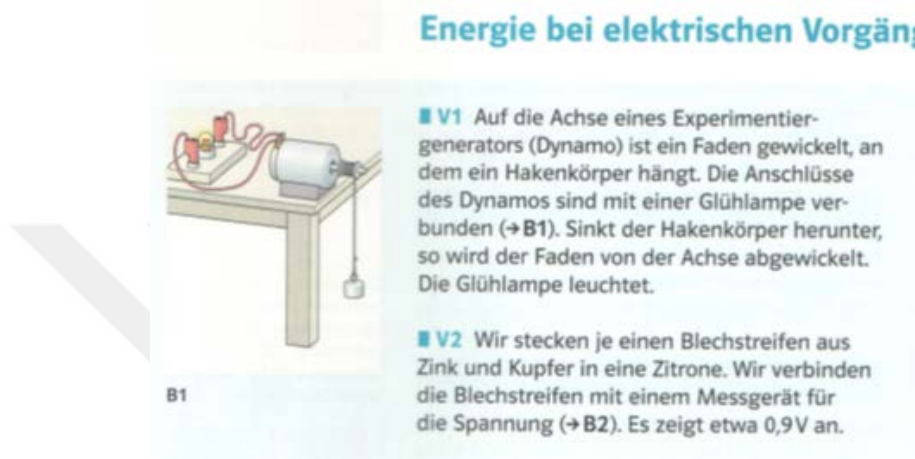 Energie bei elektrischen Vorgäng
V1 Auf die Achse eines Experimentier-
generators (Dynamo) ist ein Faden gewickelt, an
dem ein Hakenkörper hängt. Die Anschlüsse
des Dynamos sind mit einer Glühlampe ver-
bunden (→B1). Sinkt der Hakenkörper herunter,
so wird der Faden von der Achse abgewickelt.
Die Glühlampe leuchtet.
V2 Wir stecken je einen Blechstreifen aus
Zink und Kupfer in eine Zitrone. Wir verbinden
die Blechstreifen mit einem Messgerät für
die Spannung (→B2). Es zeigt etwa 0,9V an.
B1